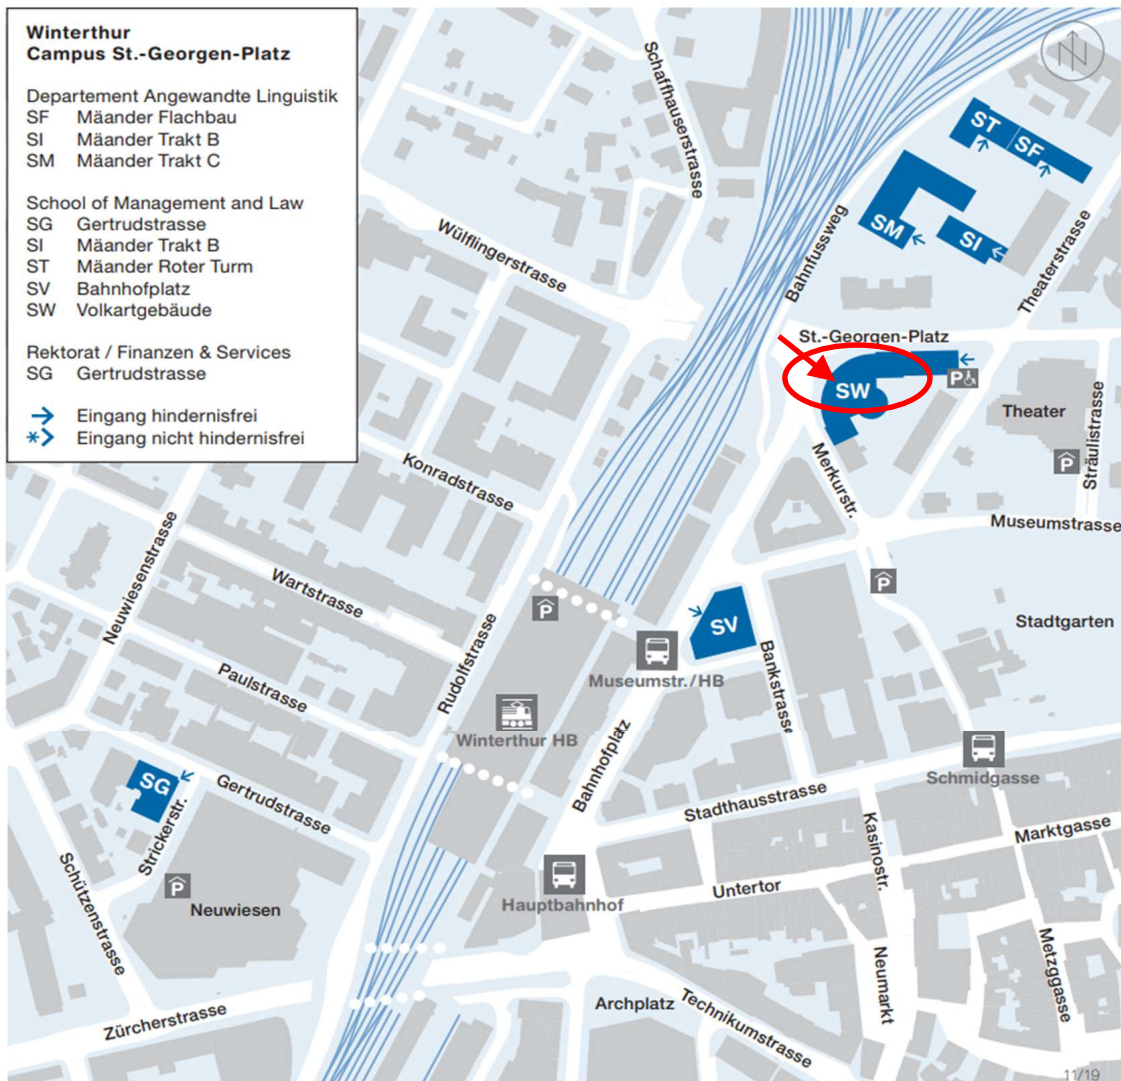 Winterthur
Campus St.-Georgen-Platz
Departement Angewandte Linguistik
SF Mäander Flachbau
SI Mäander Trakt B
SM Mäander Trakt C
School of Management and Law
SG Gertrudstrasse
SI Mäander Trakt B
ST Mäander Roter Turm
SV Bahnhofplatz
SW Volkartgebäude
Rektorat / Finanzen & Services
SG Gertrudstrasse
→ Eingang hindernisfrei
*> Eingang nicht hindernisfrei
N
Schaffhauserstrasse
ST
SF
SM
SI
Wülflingerstrasse
Bahnfussweg
Theaterstrasse
St.-Georgen-Platz
SW
P
Theater
P
Sträulistrasse
Konradstrasse
Merkurstr.
Museumstrasse
Neuwiesenstrasse
Wartstrasse
P
P
Stadtgarten
SV
Rudolfstrasse
Museumstr./HB
Bankstrasse
Paulstrasse
Winterthur HB
Bahnhofplatz
SG
Schmidgasse
Gertrudstrasse
Stadthausstrasse
Strickerstr.
Kasinostr.
Marktgasse
Schützenstrasse
P
Neuwiesen
Untertor
Hauptbahnhof
Neumarkt
Metzggasse
Zürcherstrasse
Archplatz
Technikumstrasse
11/19